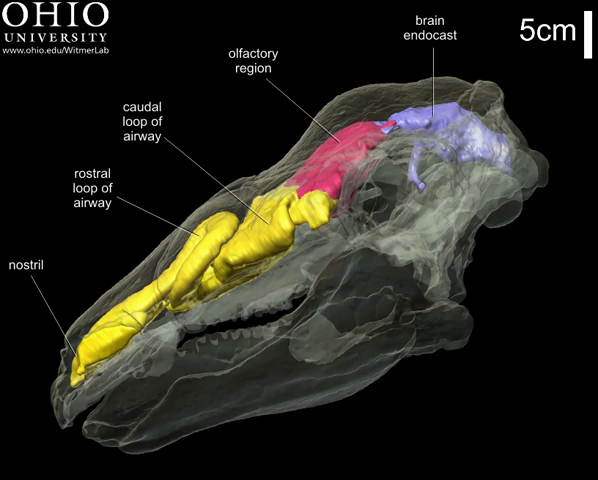 OHIO
UNIVERSITY
www.ohio.edu/WitmerLab
5cm
brain
endocast
olfactory
region
caudal
loop of
airway
rostral
loop of
airway
nostril